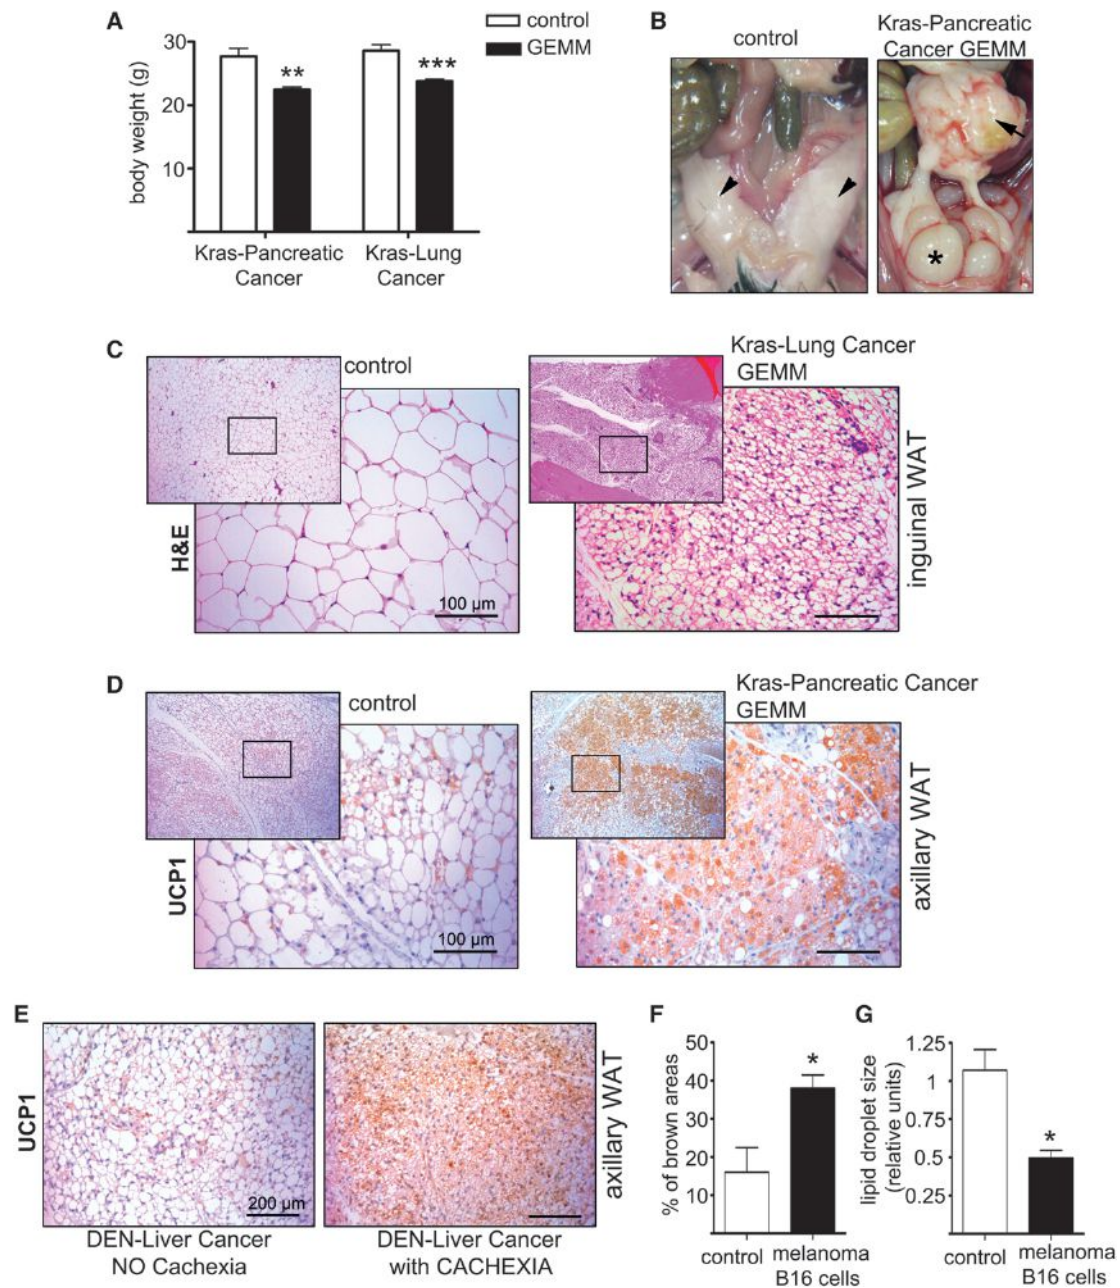 A
control
GEMM
body weight (g)
30
20
10
**
***
Kras-Pancreatic
Cancer
Kras-Lung
Cancer
B
control
Kras-Pancreatic
Cancer GEMM
*
C
control
Kras-Lung Cancer
GEMM
H&E
100 µm
inguinal WAT
D
control
Kras-Pancreatic Cancer
GEMM
UCP1
100 µm
axillary WAT
E
UCP1
200 µm
axillary WAT
DEN-Liver Cancer
NO Cachexia
DEN-Liver Cancer
with CACHEXIA
F
% of brown areas
50
40
30
20
10
*
control
melanoma
B16 cells
G
lipid droplet size
(relative units)
1.25
1
0.75
0.5
0.25
*
control
melanoma
B16 cells